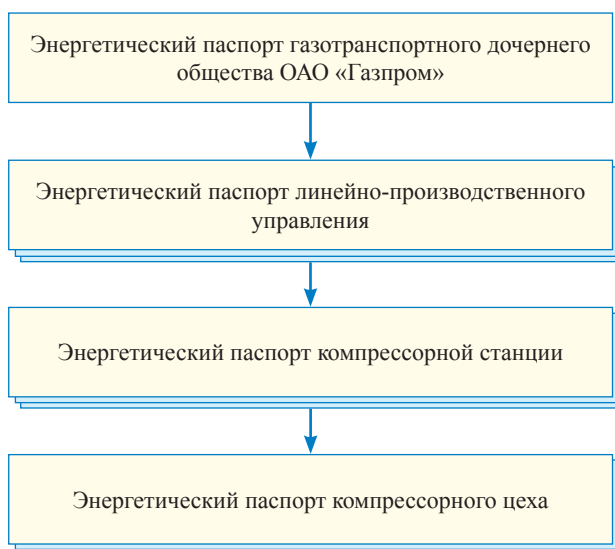 Энергетический паспорт газотранспортного дочернего
общества ОАО «Газпром»
Энергетический паспорт линейно-производственного
управления
Энергетический паспорт компрессорной станции
Энергетический паспорт компрессорного цеха